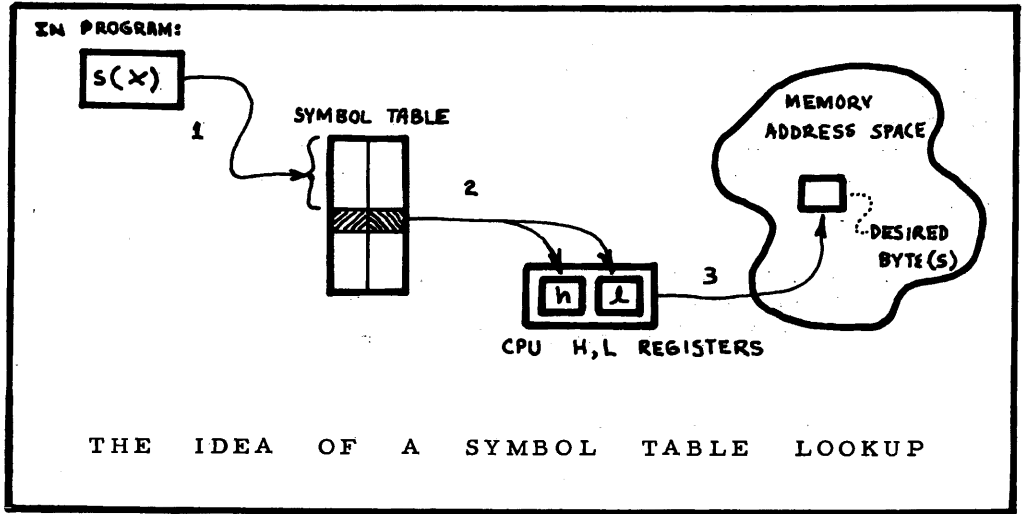 IN PROGRAM:
S(X)
1
SYMBOL TABLE
2
h l
CPU H, L REGISTERS
3
MEMORY
ADDRESS SPACE
DESIRED
BYTE(S)
THE IDEA OF A SYMBOL TABLE LOOKUP